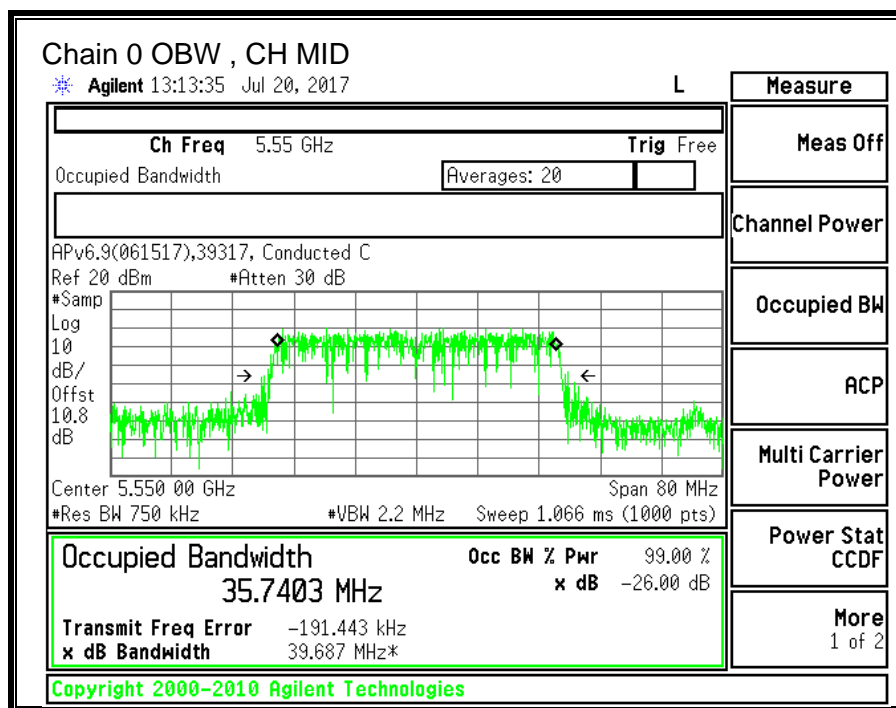 Chain 0 OBW , CH MID
Agilent 13:13:35 Jul 20, 2017 L
Measure
Ch Freq 5.55 GHz Trig Free
Meas Off
Occupied Bandwidth Averages: 20
Channel Power
APv6.9(061517),39317, Conducted C
Ref 20 dBm #Atten 30 dB
#Samp
Log
10
dB/
Offst
10.8
dB
Occupied BW
ACP
Multi Carrier
Power
Center 5.550 00 GHz Span 80 MHz
#Res BW 750 kHz #VBW 2.2 MHz Sweep 1.066 ms (1000 pts)
Power Stat
CCDF
Occupied Bandwidth Occ BW % Pwr 99.00 %
35.7403 MHz x dB -26.00 dB
Transmit Freq Error -191.443 kHz
x dB Bandwidth 39.687 MHz*
More
1 of 2
Copyright 2000-2010 Agilent Technologies